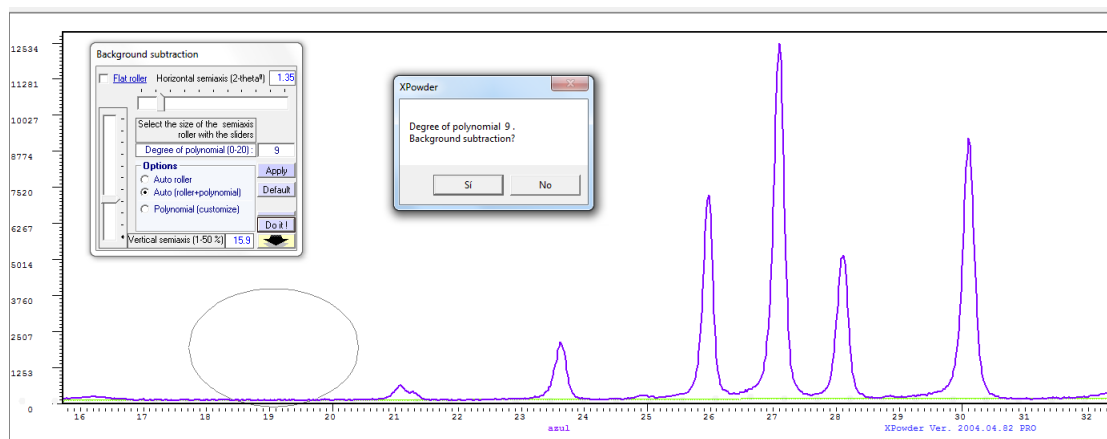 Background subtraction
Flat roller Horizontal semiaxis (2-theta°) 1.35
Select the size of the semiaxis
roller with the sliders
Degree of polynomial (0-20) : 9
Options
Auto roller
Auto (roller+polynomial)
Polynomial (customize)
Apply
Default
Do it !
Vertical semiaxis (1-50 %) 15.9
XPowder
Degree of polynomial 9 .
Background subtraction?
Sí
No
12534
11281
10027
8774
7520
6267
5014
3760
2507
1253
0
16 17 18 19 20 21 22 23 24 25 26 27 28 29 30 31 32
azul
XPowder Ver. 2004.04.82 PRO